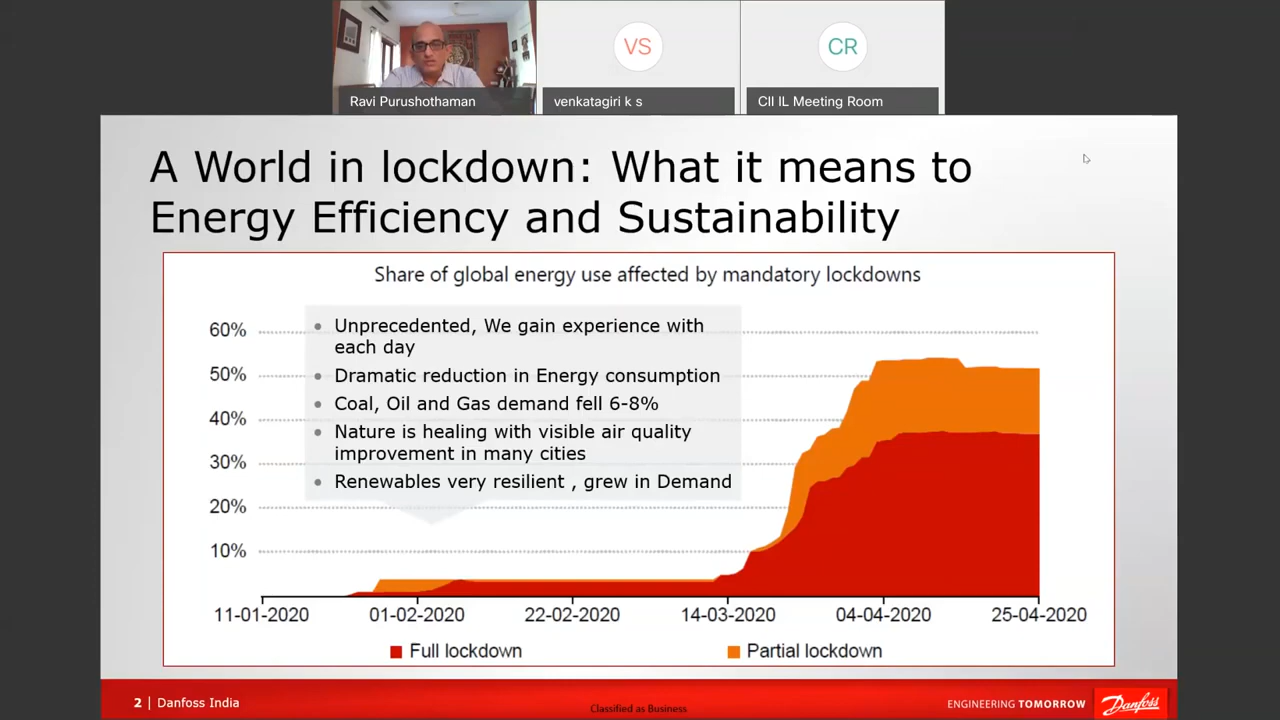 VS
CR
Ravi Purushothaman
venkatagiri k s
CII IL Meeting Room
A World in lockdown: What it means to
Energy Efficiency and Sustainability
Share of global energy use affected by mandatory lockdowns
60%
50%
40%
30%
20%
10%
Unprecedented, We gain experience with
each day
Dramatic reduction in Energy consumption
Coal, Oil and Gas demand fell 6-8%
Nature is healing with visible air quality
improvement in many cities
Renewables very resilient , grew in Demand
11-01-2020
01-02-2020
22-02-2020
14-03-2020
04-04-2020
25-04-2020
Full lockdown
Partial lockdown
2 | Danfoss India
Classified as Business
ENGINEERING TOMORROW
Danfoss